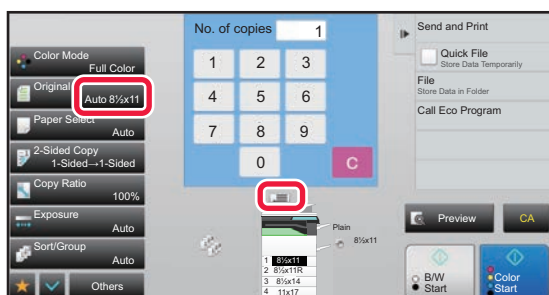 No. of copies 1
1 2 3
4 5 6
7 8 9
0 C
Color Mode
Full Color
Original
Auto 8½x11
Paper Select
Auto
2-Sided Copy
1-Sided→1-Sided
Copy Ratio
100%
Exposure
Auto
Sort/Group
Auto
Others
Plain
8½x11
1 8½x11
2 8½x11R
3 8½x14
4 11x17
Send and Print
Quick File
Store Data Temporarily
File
Store Data in Folder
Call Eco Program
Preview
CA
B/W
Start
Color
Start